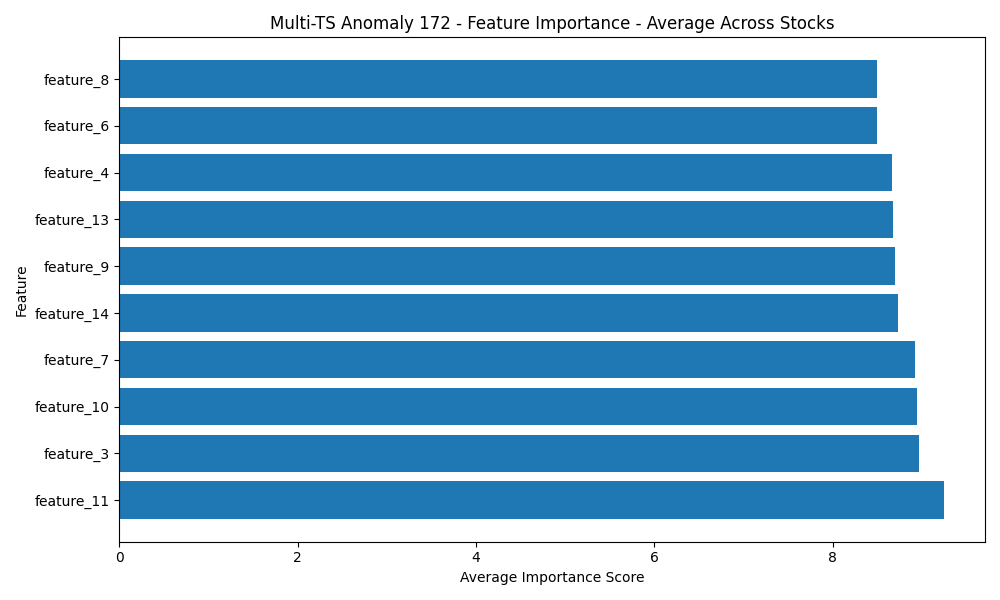 Multi-TS Anomaly 172 - Feature Importance - Average Across Stocks
feature_8
feature_6
feature_4
feature_13
feature_9
feature_14
feature_7
feature_10
feature_3
feature_11
Feature
0 2 4 6 8
Average Importance Score